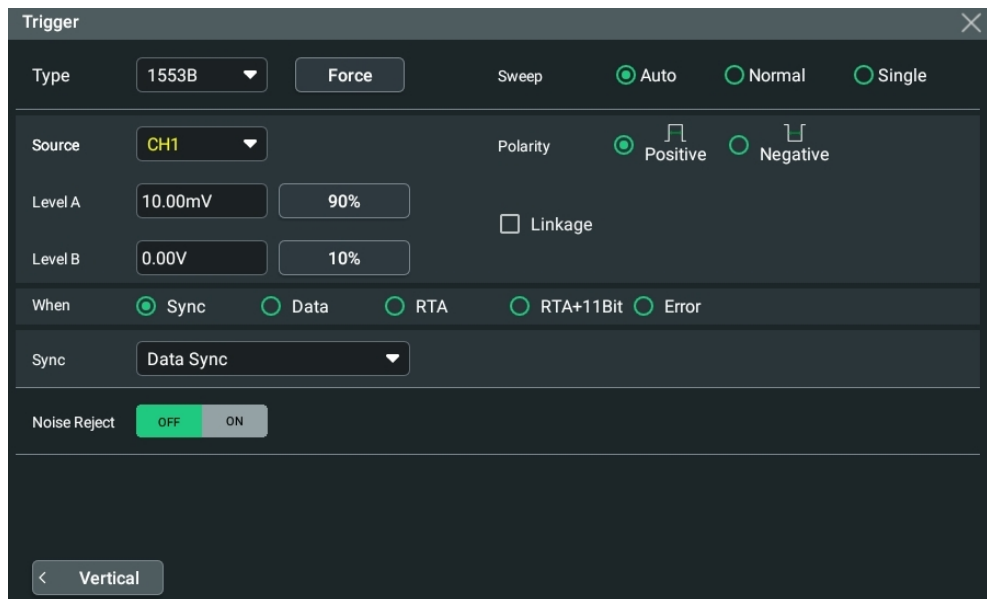 Trigger
Type 1553B Force Sweep Auto Normal Single
Source CH1 Polarity Positive Negative
Level A 10.00mV 90%
Linkage
Level B 0.00V 10%
When Sync Data RTA RTA+11Bit Error
Sync Data Sync
Noise Reject OFF ON
< Vertical